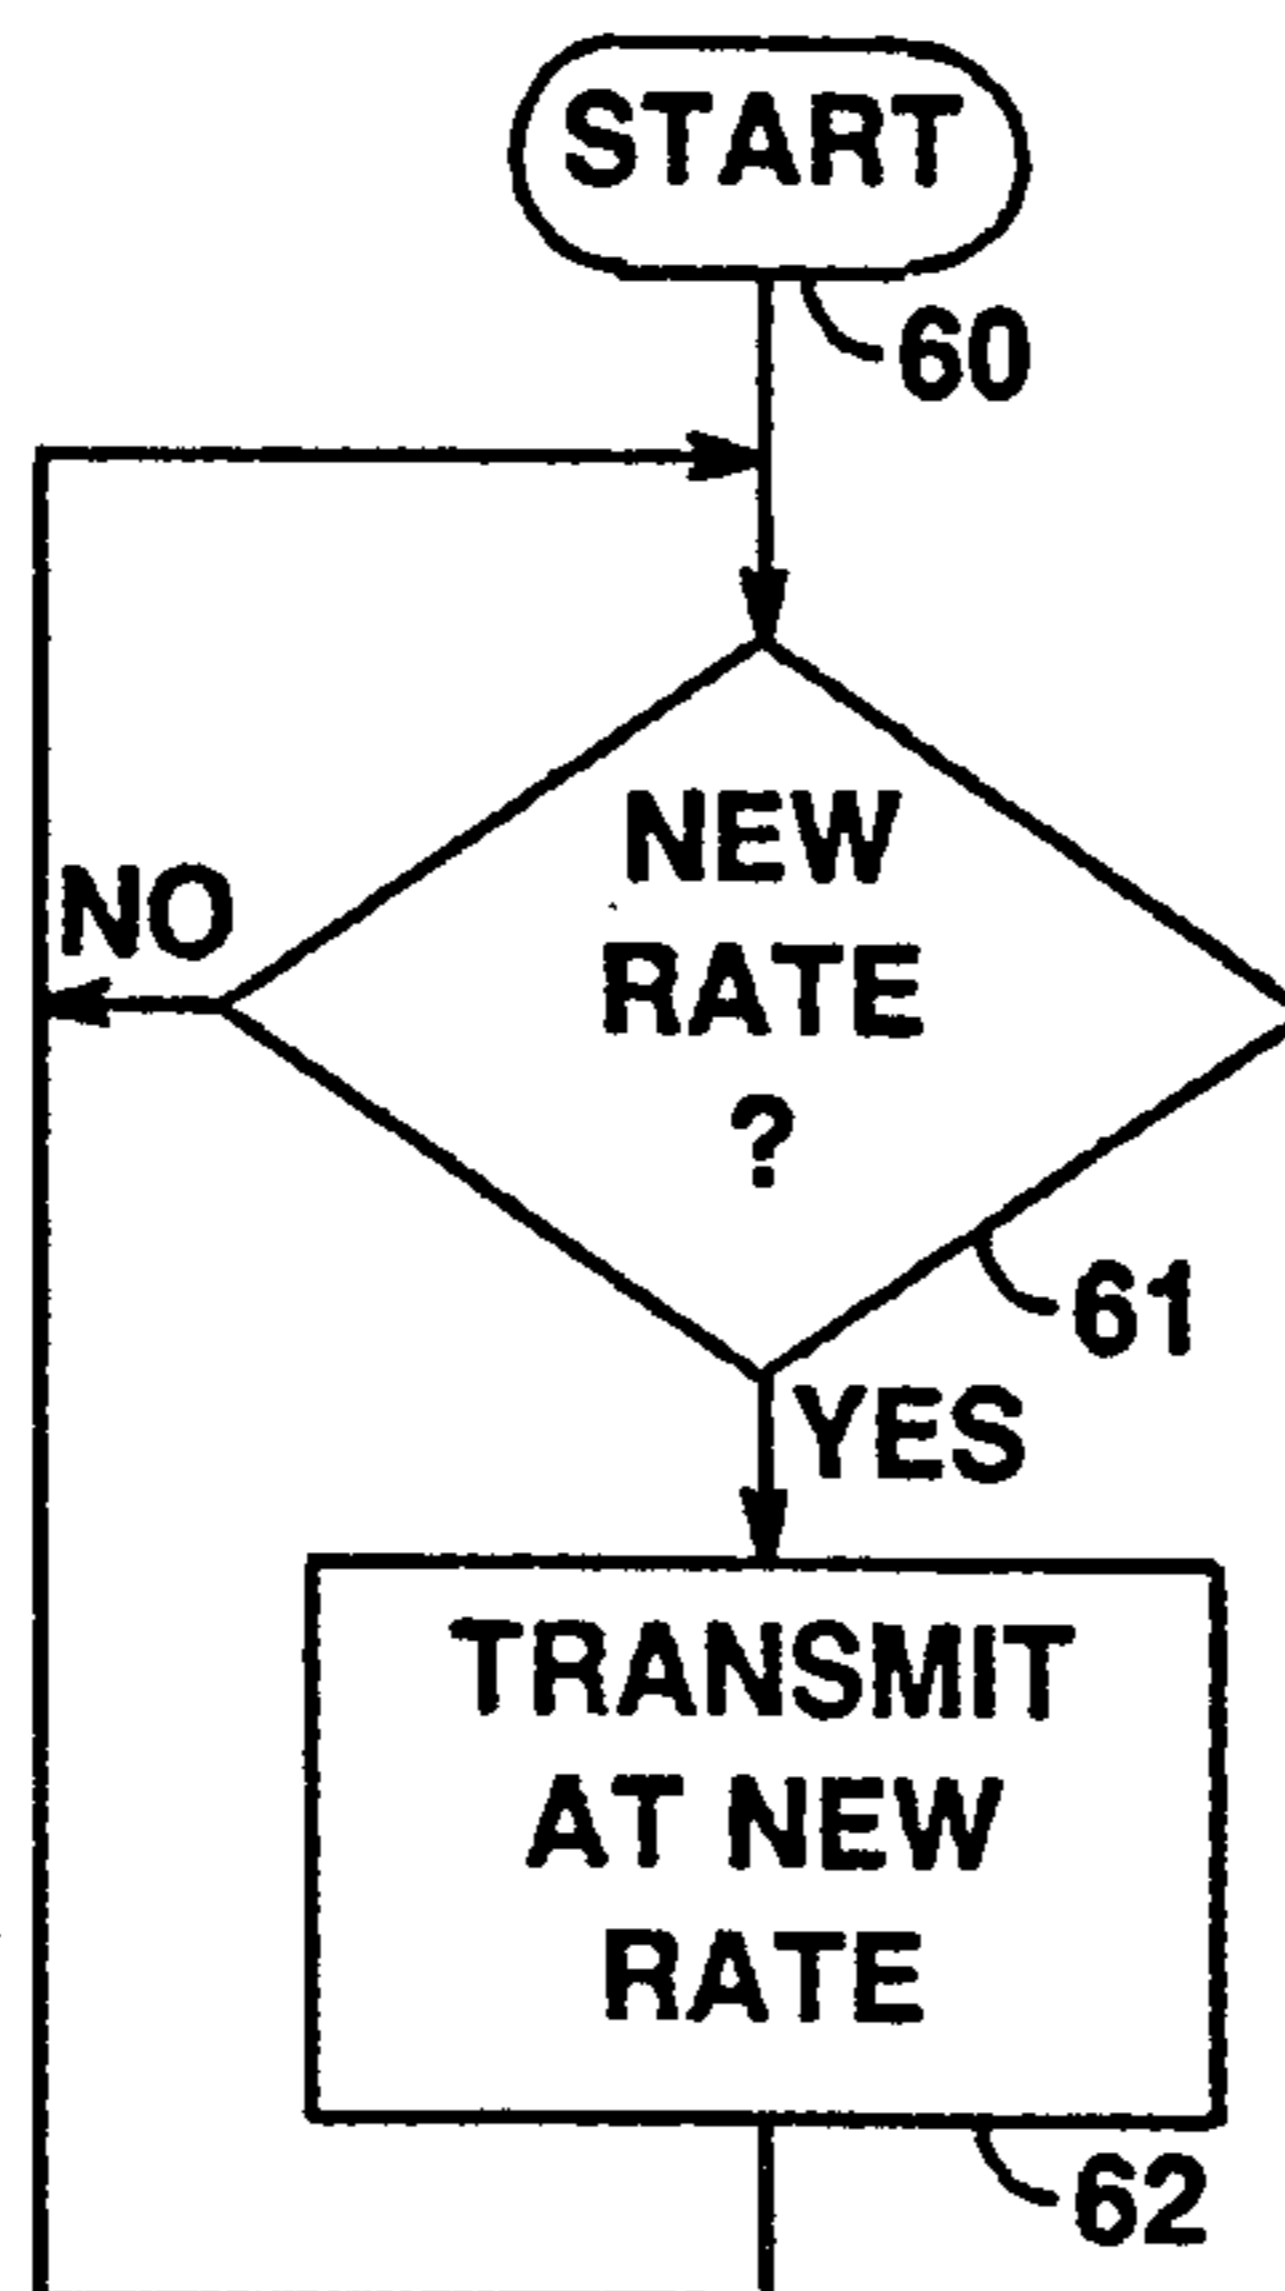 START
60
NEW
NO
RATE
?
61
YES
TRANSMIT
AT NEW
RATE
62